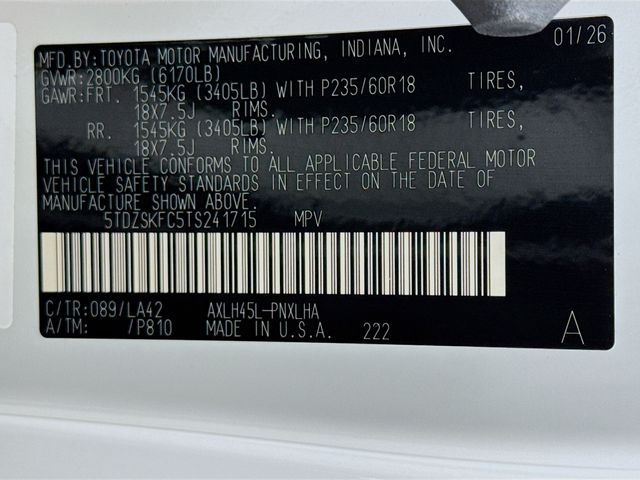 MFD.BY:TOYOTA MOTOR MANUFACTURING, INDIANA, INC. 01/26
GVWR:2800KG (6170LB)
GAWR:FRT. 1545KG (3405LB) WITH P235/60R18 TIRES,
18X7.5J RIMS.
RR. 1545KG (3405LB) WITH P235/60R18 TIRES,
18X7.5J RIMS.
THIS VEHICLE CONFORMS TO ALL APPLICABLE FEDERAL MOTOR
VEHICLE SAFETY STANDARDS IN EFFECT ON THE DATE OF
MANUFACTURE SHOWN ABOVE.
5TDZSKFC5TS241715 MPV
C/TR:089/LA42 AXLH45L-PNXLHA
A/TM: /P810 MADE IN U.S.A. 222 A